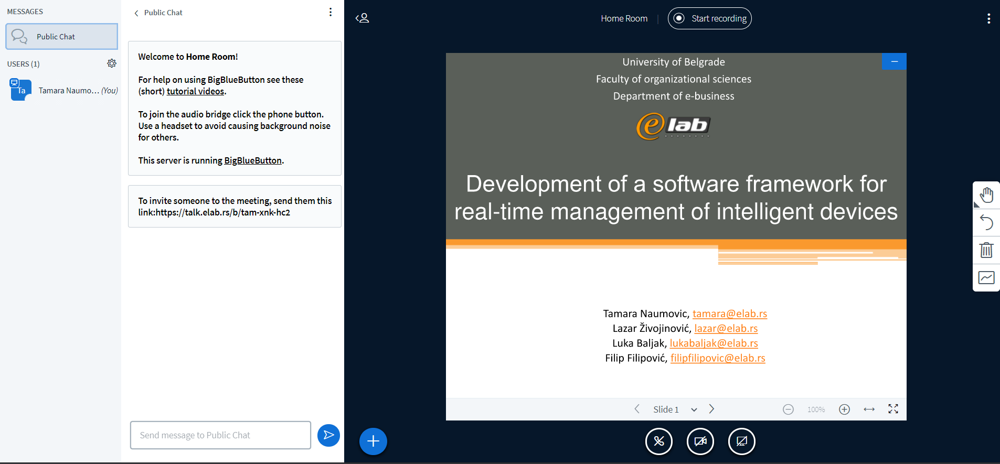 MESSAGES
Public Chat
USERS (1)
Ta
Tamara Naumo... (You)
Public Chat
Welcome to Home Room!
For help on using BigBlueButton see these
(short) tutorial videos.
To join the audio bridge click the phone button.
Use a headset to avoid causing background noise
for others.
This server is running BigBlueButton.
To invite someone to the meeting, send them this
link:https://talk.elab.rs/b/tam-xnk-hc2
Send message to Public Chat
Home Room
Start recording
University of Belgrade
Faculty of organizational sciences
Department of e-business
elab
Development of a software framework for
real-time management of intelligent devices
Tamara Naumovic, tamara@elab.rs
Lazar Živojinović, lazar@elab.rs
Luka Baljak, lukabaljak@elab.rs
Filip Filipović, filipfilipovic@elab.rs
Slide 1
100%